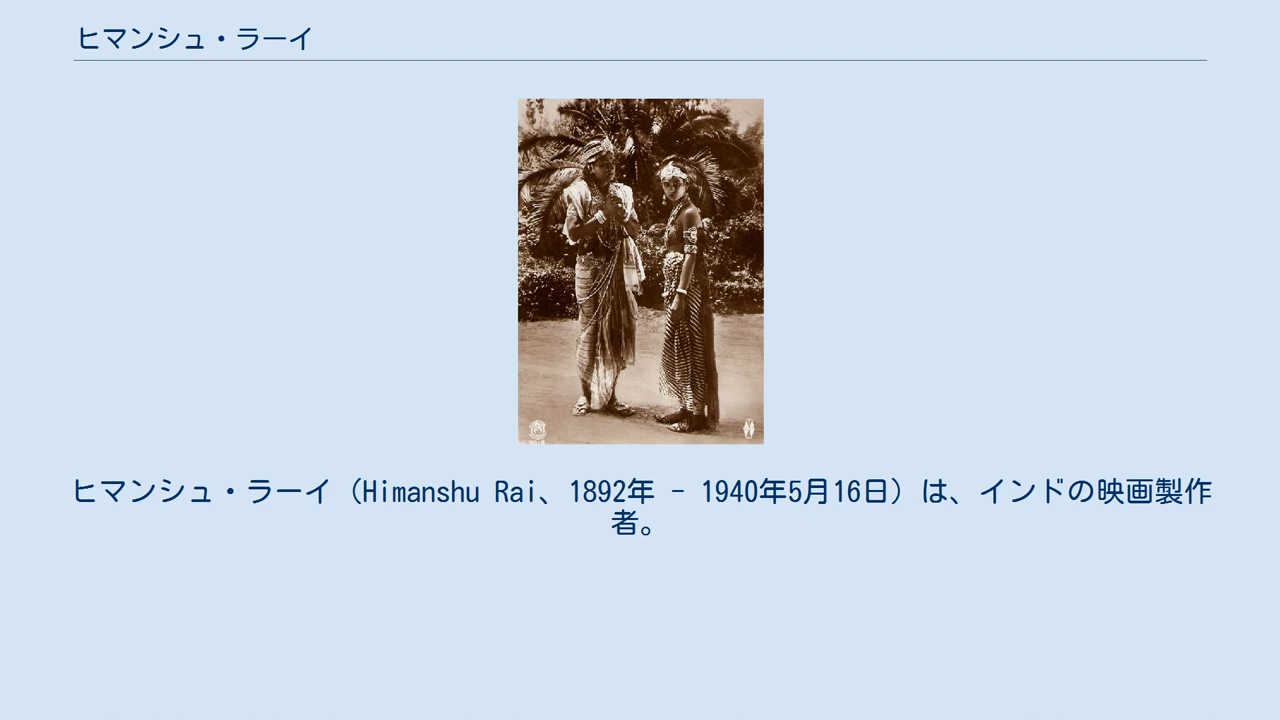 ヒマンシュ・ラーイ
ヒマンシュ・ラーイ（Himanshu Rai、1892年 - 1940年5月16日）は、インドの映画製作
者。